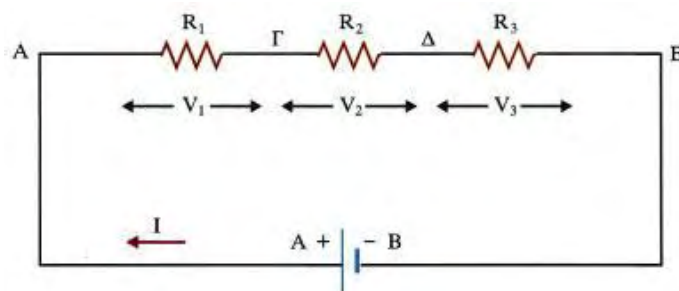 R₁ Γ R₂ Δ R₃
A B
V₁ V₂ V₃
I
A + − B